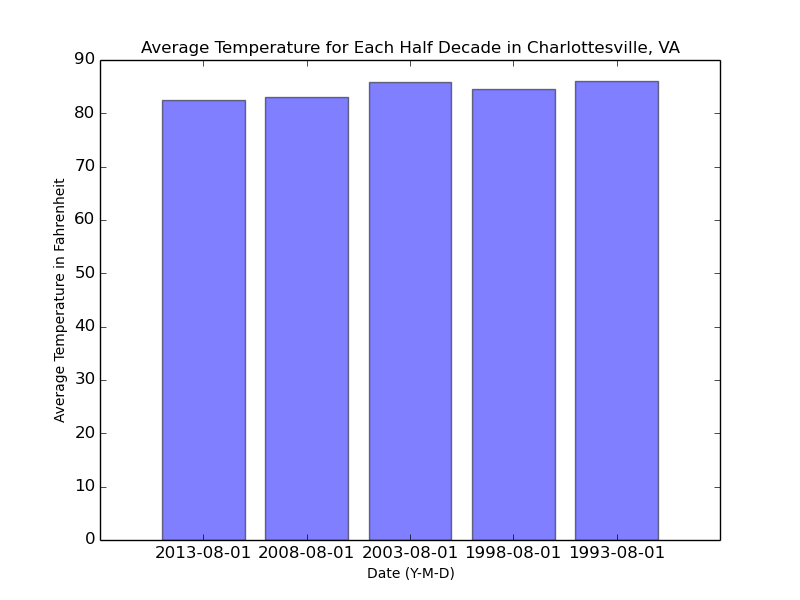 Average Temperature for Each Half Decade in Charlottesville, VA
90
80
70
60
50
40
30
20
10
0
Average Temperature in Fahrenheit
2013-08-01 2008-08-01 2003-08-01 1998-08-01 1993-08-01
Date (Y-M-D)